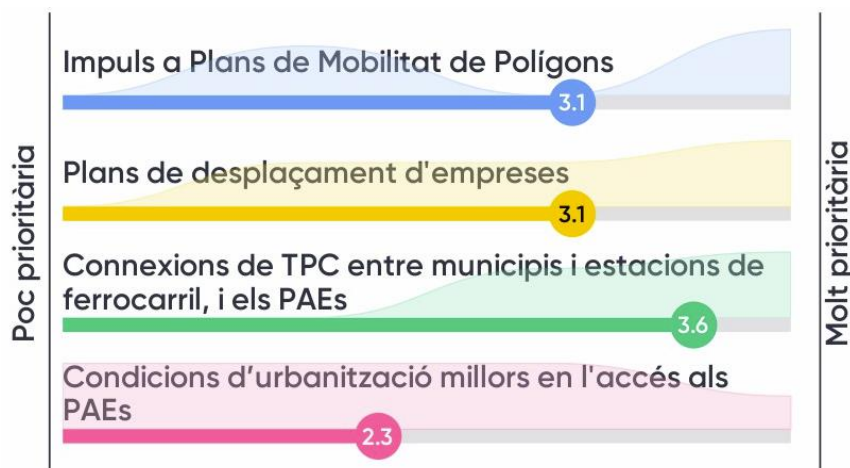 Poc prioritària
Impuls a Plans de Mobilitat de Polígons
3.1
Plans de desplaçament d'empreses
3.1
Connexions de TPC entre municipis i estacions de
ferrocarril, i els PAEs
3.6
Condicions d’urbanització millors en l'accés als
PAEs
2.3
Molt prioritària